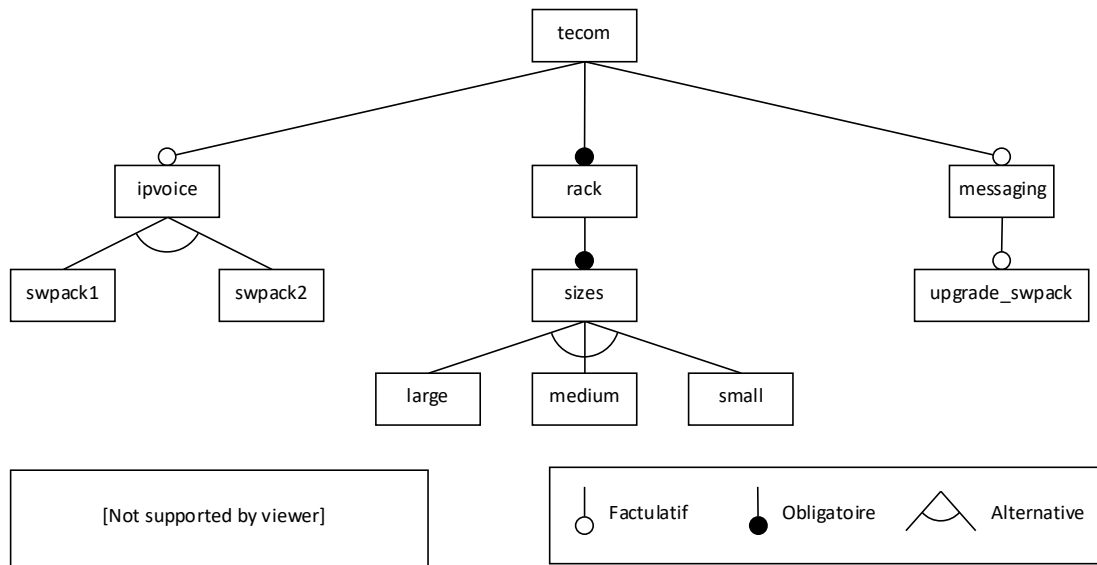 tecom
ipvoice
rack
messaging
swpack1
swpack2
sizes
upgrade_swpack
large
medium
small
[Not supported by viewer]
Factulatif
Obligatoire
Alternative